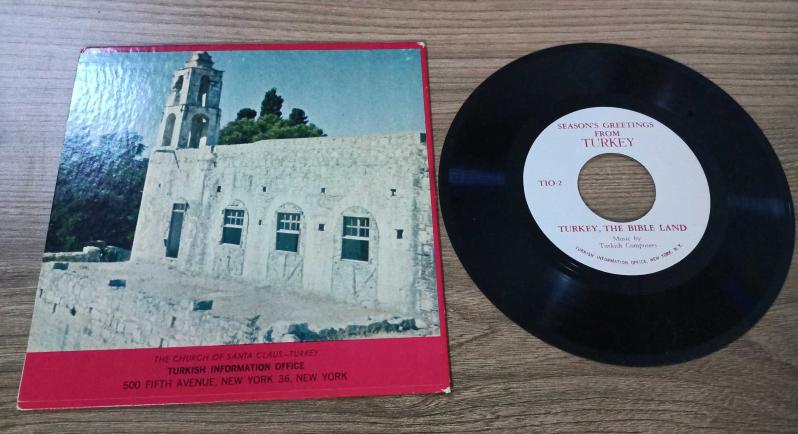 THE CHURCH OF SANTA CLAUS—TURKEY
TURKISH INFORMATION OFFICE
500 FIFTH AVENUE, NEW YORK 36, NEW YORK
SEASON'S GREETINGS
FROM
TURKEY
TIO-2
TURKEY, THE BIBLE LAND
Music by
Turkish Composers
TURKISH INFORMATION OFFICE, NEW YORK, N.Y.